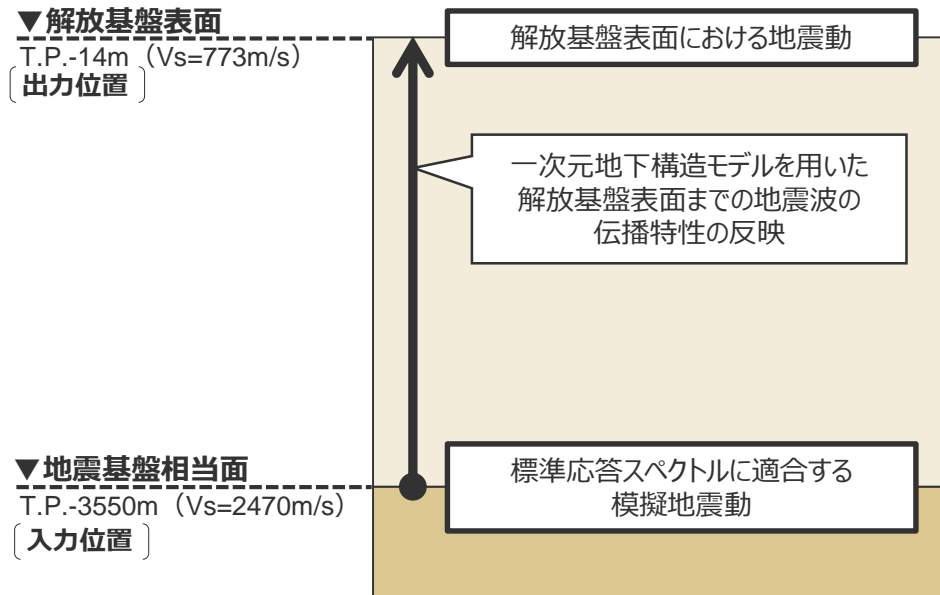 ▼解放基盤表面
T.P.-14m（Vs=773m/s）
〔出力位置〕
解放基盤表面における地震動
一次元地下構造モデルを用いた
解放基盤表面までの地震波の
伝播特性の反映
▼地震基盤相当面
T.P.-3550m（Vs=2470m/s）
〔入力位置〕
標準応答スペクトルに適合する
模擬地震動